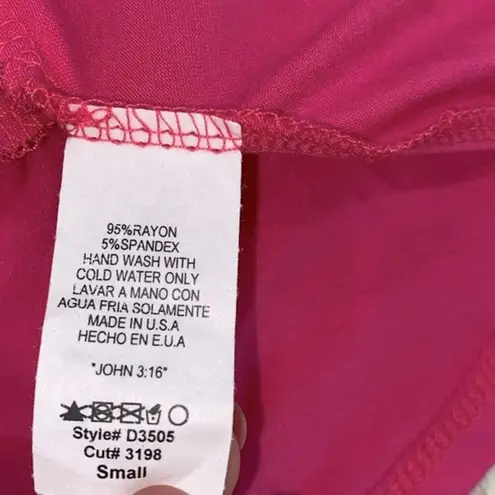 95%RAYON
5%SPANDEX
HAND WASH WITH
COLD WATER ONLY
LAVAR A MANO CON
AGUA FRIA SOLAMENTE
MADE IN U.S.A
HECHO EN E.U.A
"JOHN 3:16"
Style# D3505
Cut# 3198
Small